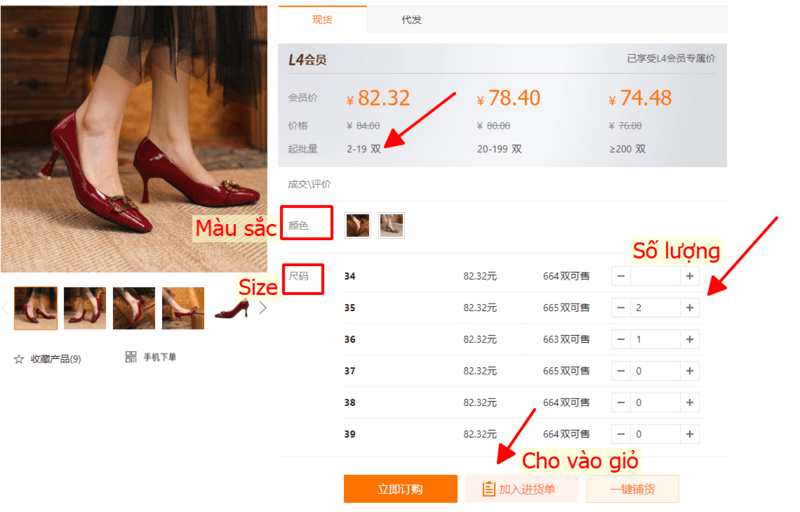 现货 代发
L4会员 已享受L4会员专属价
会员价 ¥ 82.32 ¥ 78.40 ¥ 74.48
价格 ¥ 84.00 ¥ 80.00 ¥ 76.00
起批量 2-19 双 20-199 双 ≥200 双
成交\评价
Màu sắc 颜色
Số lượng
Size 尺码 34 82.32元 664双可售 − +
35 82.32元 665双可售 − 2 +
36 82.32元 663双可售 − 1 +
37 82.32元 665双可售 − 0 +
38 82.32元 664双可售 − 0 +
39 82.32元 664双可售 − 0 +
收藏产品(9) 手机下单
Cho vào giỏ
立即订购 加入进货单 一键铺货